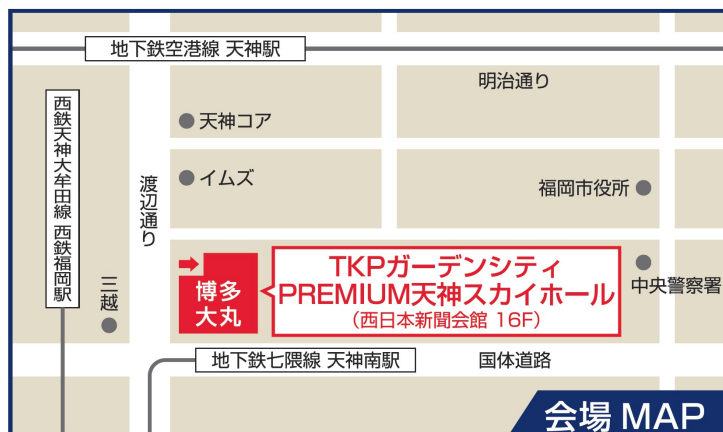 地下鉄空港線 天神駅
明治通り
西鉄天神大牟田線 西鉄福岡駅
天神コア
渡辺通り
イムズ
福岡市役所
三越
博多
大丸
TKPガーデンシティ
PREMIUM天神スカイホール
(西日本新聞会館 16F)
中央警察署
地下鉄七隈線 天神南駅
国体道路
会場 MAP